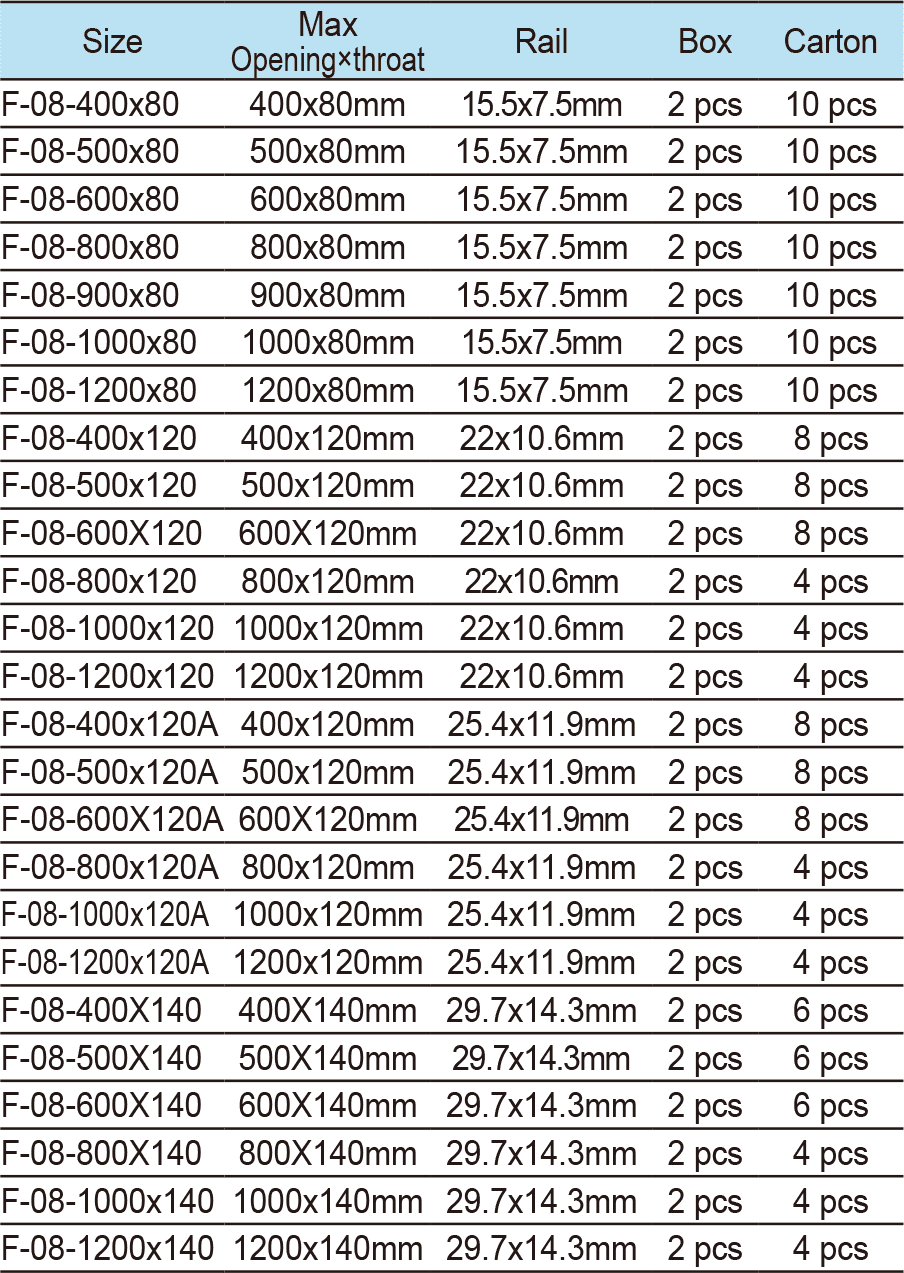 Size Max Opening×throat Rail Box Carton
F-08-400x80 400x80mm 15.5x7.5mm 2 pcs 10 pcs
F-08-500x80 500x80mm 15.5x7.5mm 2 pcs 10 pcs
F-08-600x80 600x80mm 15.5x7.5mm 2 pcs 10 pcs
F-08-800x80 800x80mm 15.5x7.5mm 2 pcs 10 pcs
F-08-900x80 900x80mm 15.5x7.5mm 2 pcs 10 pcs
F-08-1000x80 1000x80mm 15.5x7.5mm 2 pcs 10 pcs
F-08-1200x80 1200x80mm 15.5x7.5mm 2 pcs 10 pcs
F-08-400x120 400x120mm 22x10.6mm 2 pcs 8 pcs
F-08-500x120 500x120mm 22x10.6mm 2 pcs 8 pcs
F-08-600X120 600X120mm 22x10.6mm 2 pcs 8 pcs
F-08-800x120 800x120mm 22x10.6mm 2 pcs 4 pcs
F-08-1000x120 1000x120mm 22x10.6mm 2 pcs 4 pcs
F-08-1200x120 1200x120mm 22x10.6mm 2 pcs 4 pcs
F-08-400x120A 400x120mm 25.4x11.9mm 2 pcs 8 pcs
F-08-500x120A 500x120mm 25.4x11.9mm 2 pcs 8 pcs
F-08-600X120A 600X120mm 25.4x11.9mm 2 pcs 8 pcs
F-08-800x120A 800x120mm 25.4x11.9mm 2 pcs 4 pcs
F-08-1000x120A 1000x120mm 25.4x11.9mm 2 pcs 4 pcs
F-08-1200x120A 1200x120mm 25.4x11.9mm 2 pcs 4 pcs
F-08-400X140 400X140mm 29.7x14.3mm 2 pcs 6 pcs
F-08-500X140 500X140mm 29.7x14.3mm 2 pcs 6 pcs
F-08-600X140 600X140mm 29.7x14.3mm 2 pcs 6 pcs
F-08-800X140 800X140mm 29.7x14.3mm 2 pcs 4 pcs
F-08-1000x140 1000x140mm 29.7x14.3mm 2 pcs 4 pcs
F-08-1200x140 1200x140mm 29.7x14.3mm 2 pcs 4 pcs